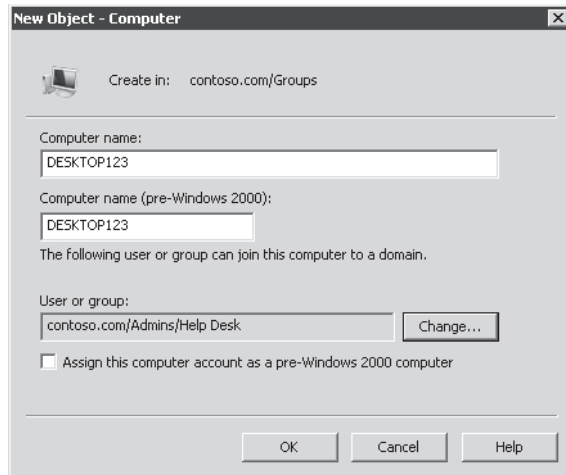 New Object - Computer
Create in: contoso.com/Groups
Computer name:
DESKTOP123
Computer name (pre-Windows 2000):
DESKTOP123
The following user or group can join this computer to a domain.
User or group:
contoso.com/Admins/Help Desk
Change...
Assign this computer account as a pre-Windows 2000 computer
OK Cancel Help